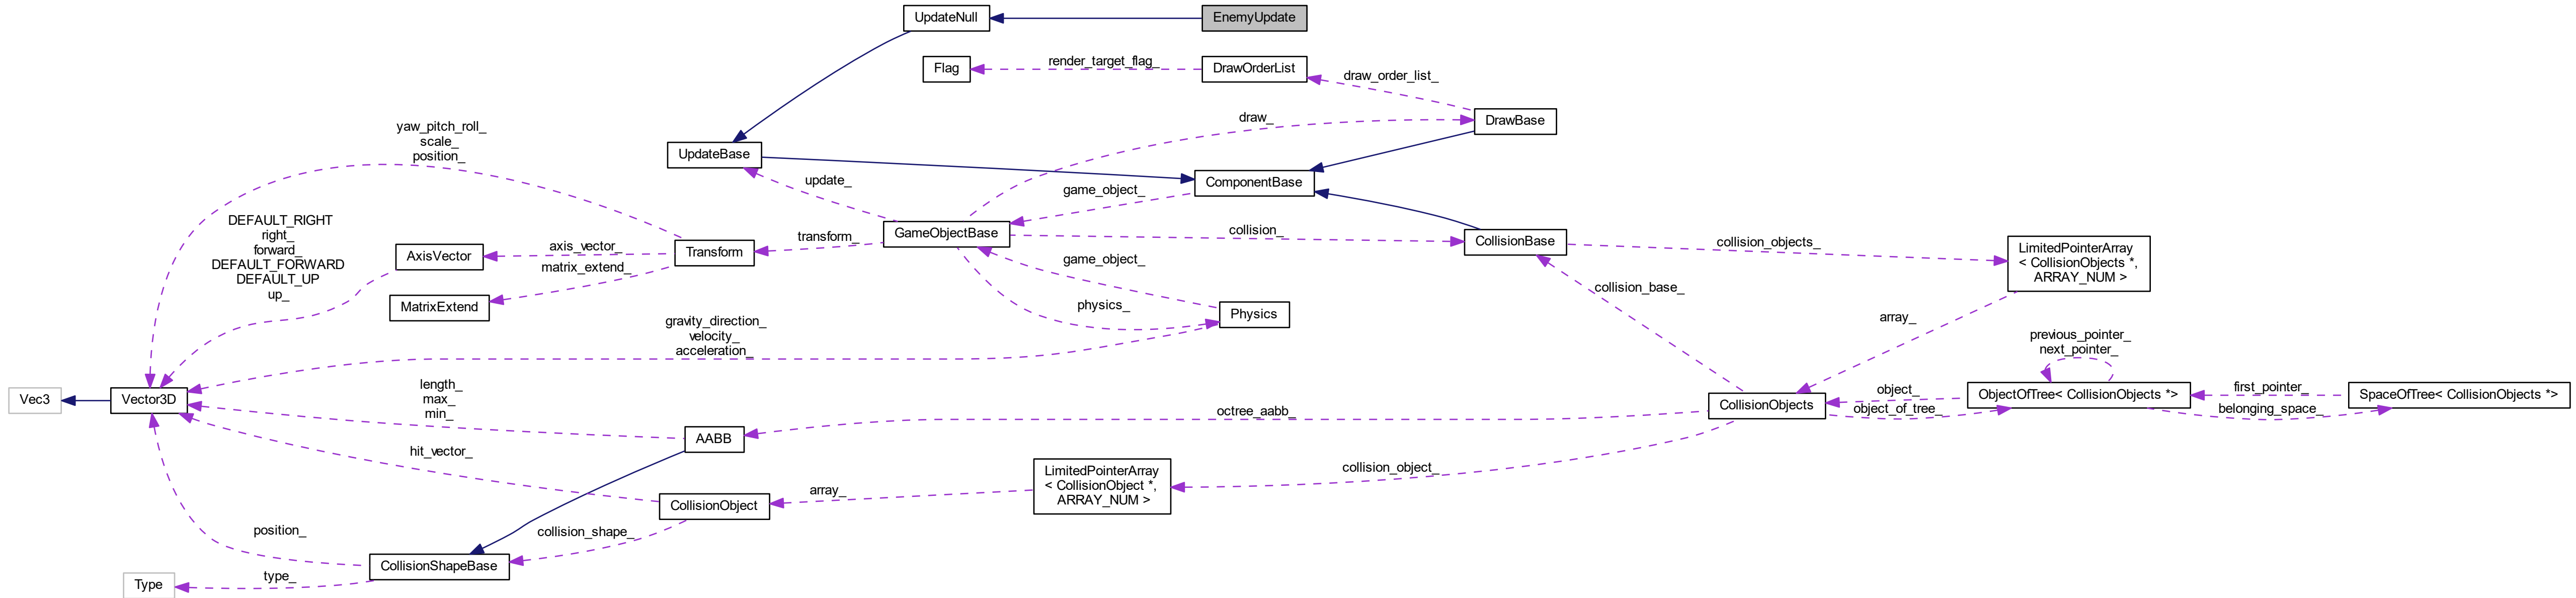 UpdateNull
EnemyUpdate
Flag
render_target_flag_
DrawOrderList
draw_order_list_
DrawBase
draw_
yaw_pitch_roll_
scale_
position_
UpdateBase
update_
ComponentBase
game_object_
DEFAULT_RIGHT
right_
forward_
DEFAULT_FORWARD
DEFAULT_UP
up_
AxisVector
axis_vector_
matrix_extend_
MatrixExtend
Transform
transform_
GameObjectBase
collision_
CollisionBase
collision_objects_
LimitedPointerArray
< CollisionObjects *,
ARRAY_NUM >
game_object_
physics_
Physics
collision_base_
array_
gravity_direction_
velocity_
acceleration_
previous_pointer_
next_pointer_
Vec3
Vector3D
length_
max_
min_
octree_aabb_
CollisionObjects
object_
object_of_tree_
ObjectOfTree< CollisionObjects *>
first_pointer_
belonging_space_
SpaceOfTree< CollisionObjects *>
AABB
hit_vector_
CollisionObject
array_
LimitedPointerArray
< CollisionObject *,
ARRAY_NUM >
collision_object_
position_
collision_shape_
CollisionShapeBase
type_
Type